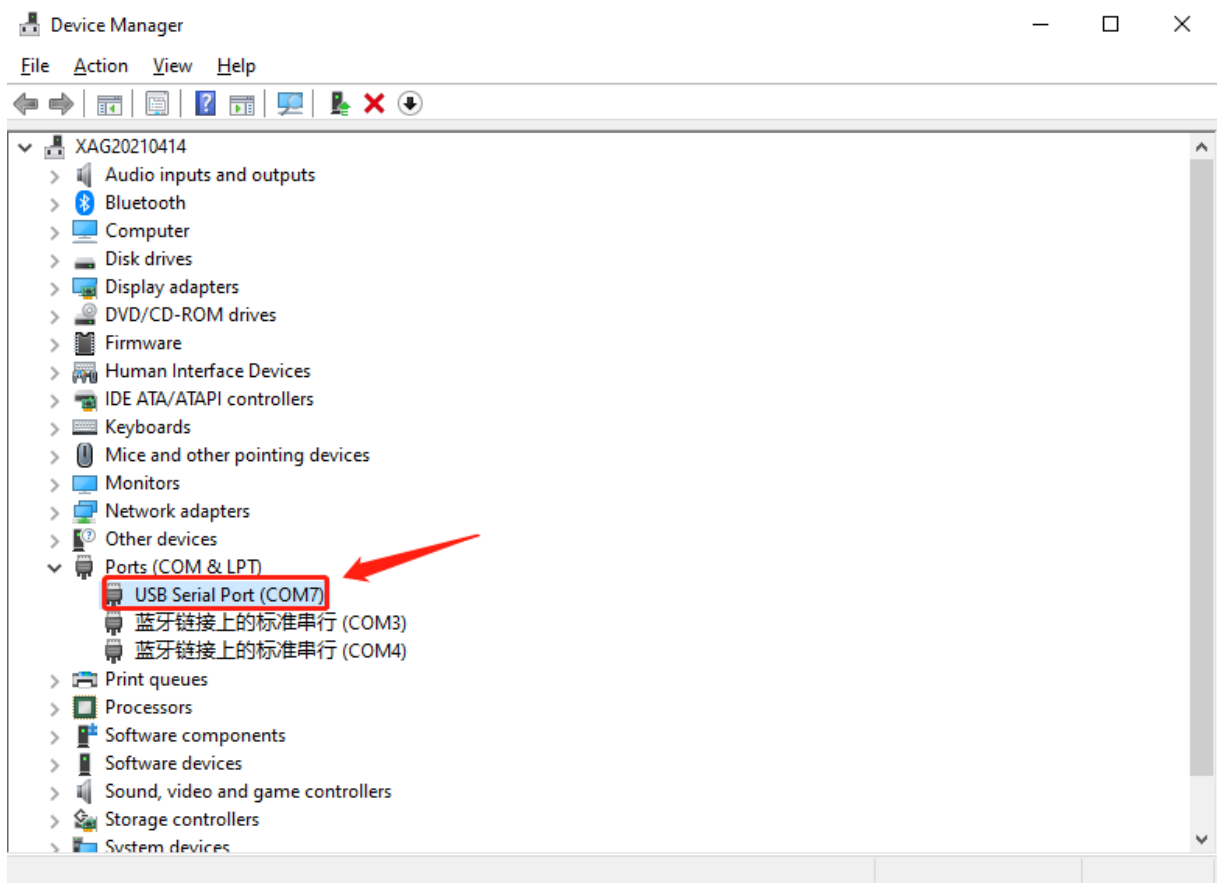 Device Manager
File Action View Help
XAG20210414
Audio inputs and outputs
Bluetooth
Computer
Disk drives
Display adapters
DVD/CD-ROM drives
Firmware
Human Interface Devices
IDE ATA/ATAPI controllers
Keyboards
Mice and other pointing devices
Monitors
Network adapters
Other devices
Ports (COM & LPT)
USB Serial Port (COM7)
蓝牙链接上的标准串行 (COM3)
蓝牙链接上的标准串行 (COM4)
Print queues
Processors
Software components
Software devices
Sound, video and game controllers
Storage controllers
System devices